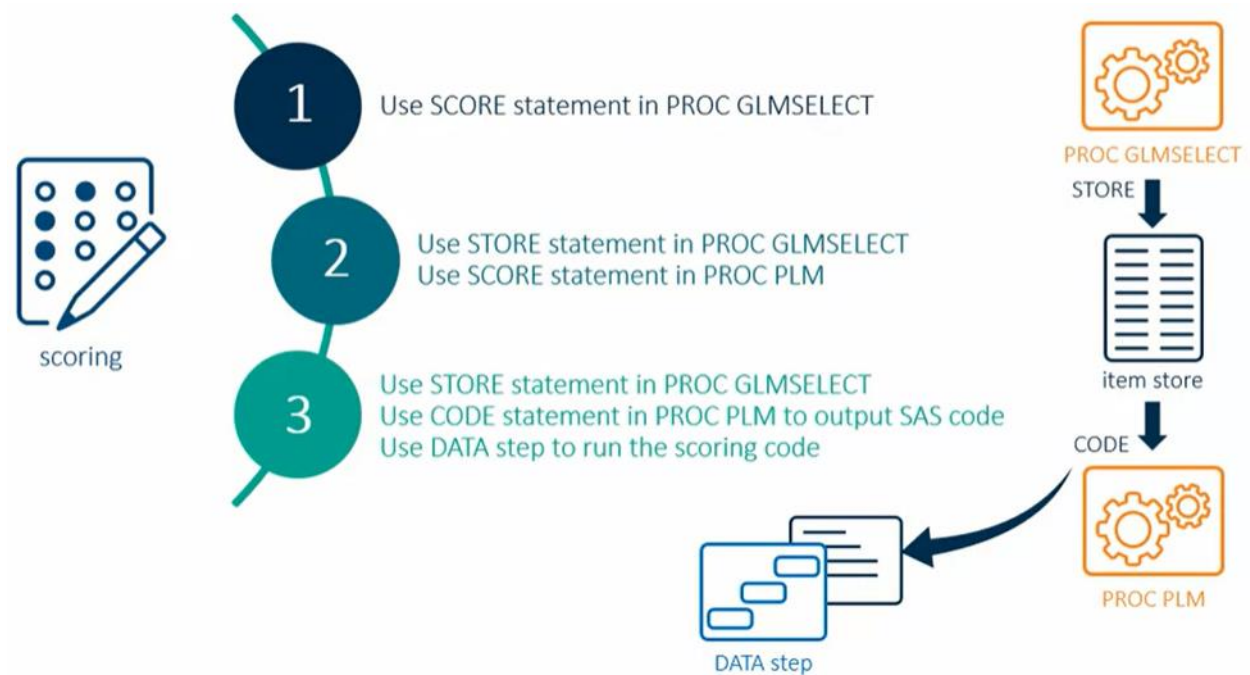 1
Use SCORE statement in PROC GLMSELECT
2
Use STORE statement in PROC GLMSELECT
Use SCORE statement in PROC PLM
scoring
3
Use STORE statement in PROC GLMSELECT
Use CODE statement in PROC PLM to output SAS code
Use DATA step to run the scoring code
PROC GLMSELECT
STORE
item store
CODE
PROC PLM
DATA step